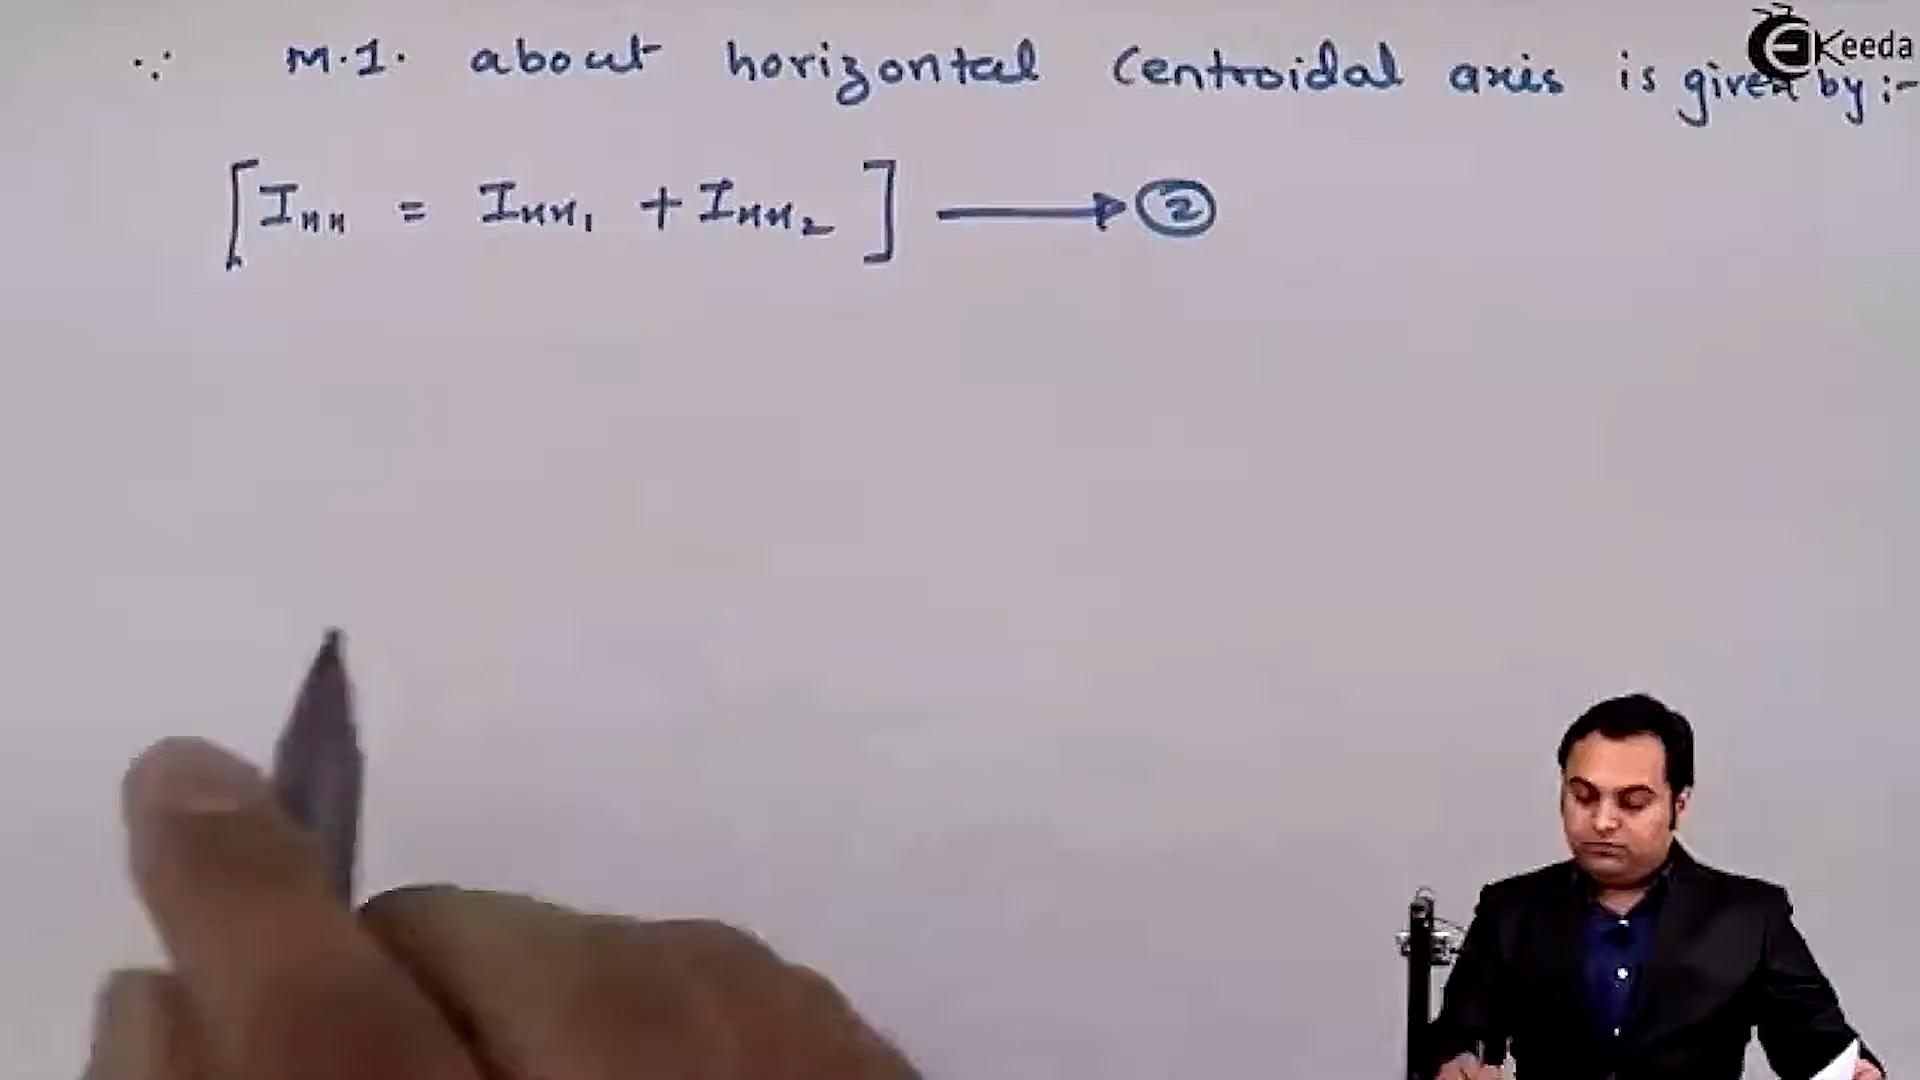 ∵ M.I. about horizontal Centroidal axis is given by :-
[Ixx = Ixx₁ + Ixx₂] → ②
EKeeda